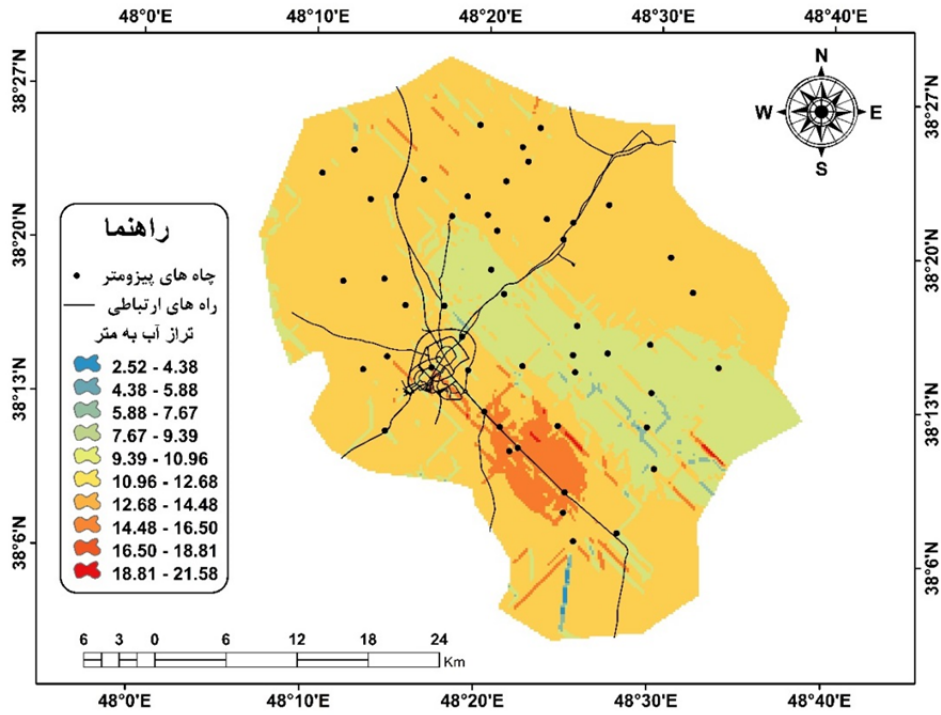 48°0'E 48°10'E 48°20'E 48°30'E 48°40'E
38°27'N
38°20'N
38°13'N
38°6'N
N
W E
S
38°27'N
38°20'N
38°13'N
38°6'N
راهنما
چاه های پیزومتر
راه های ارتباطی
تراز آب به متر
2.52 - 4.38
4.38 - 5.88
5.88 - 7.67
7.67 - 9.39
9.39 - 10.96
10.96 - 12.68
12.68 - 14.48
14.48 - 16.50
16.50 - 18.81
18.81 - 21.58
6 3 0 6 12 18 24
Km
48°0'E 48°10'E 48°20'E 48°30'E 48°40'E